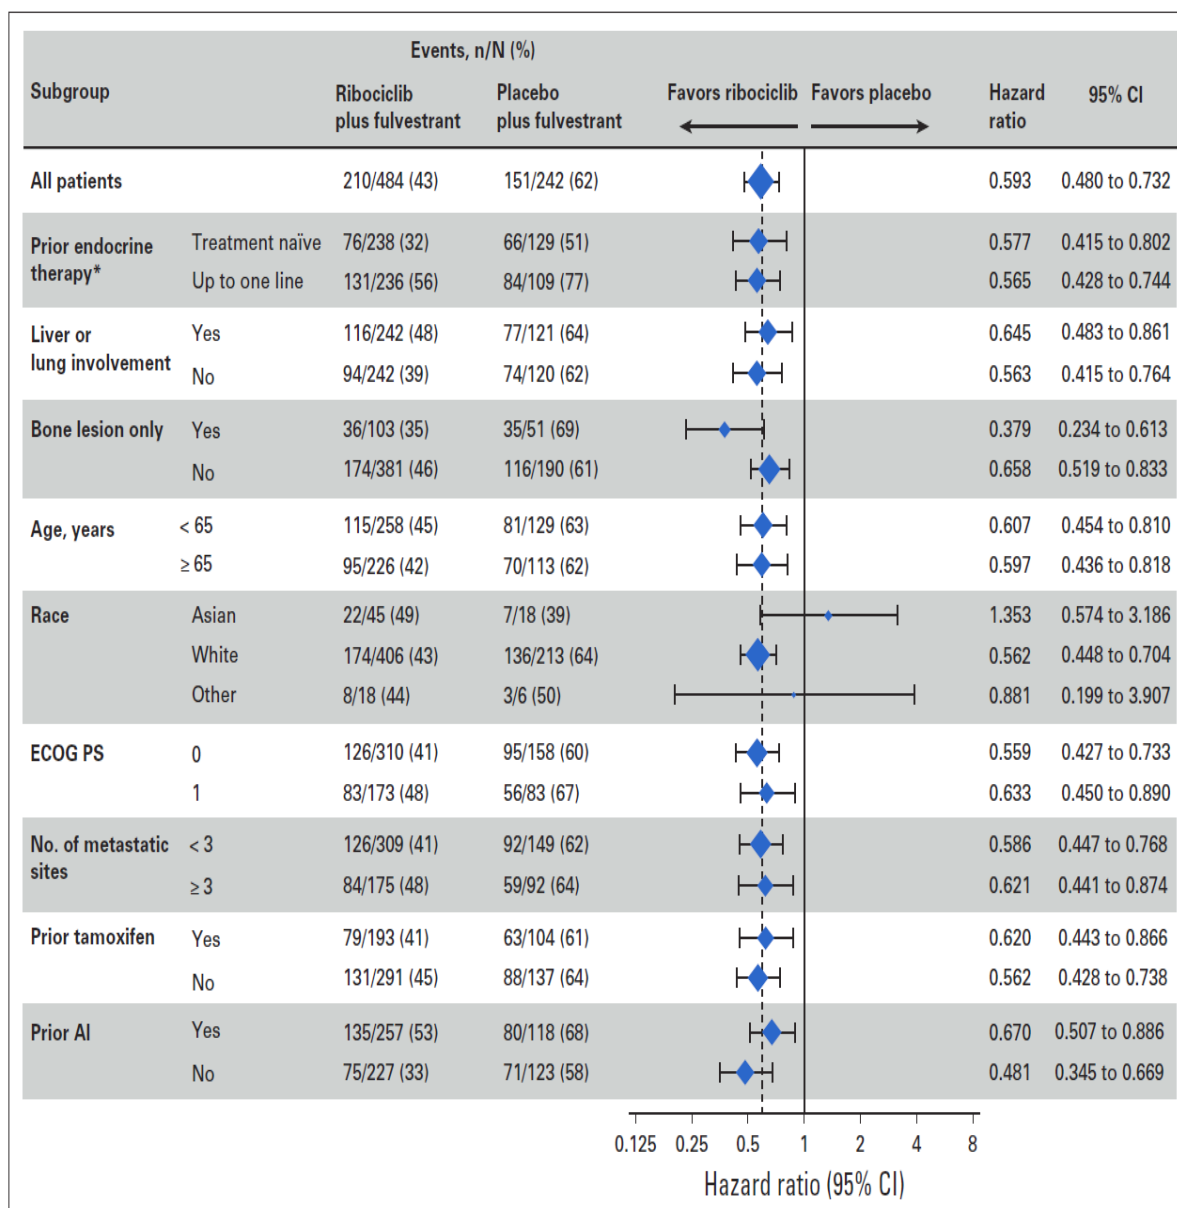 Events, n/N (%)
Subgroup Ribociclib plus fulvestrant Placebo plus fulvestrant Favors ribociclib Favors placebo Hazard ratio 95% CI
All patients 210/484 (43) 151/242 (62) 0.593 0.480 to 0.732
Prior endocrine therapy* Treatment naïve 76/238 (32) 66/129 (51) 0.577 0.415 to 0.802
Up to one line 131/236 (56) 84/109 (77) 0.565 0.428 to 0.744
Liver or lung involvement Yes 116/242 (48) 77/121 (64) 0.645 0.483 to 0.861
No 94/242 (39) 74/120 (62) 0.563 0.415 to 0.764
Bone lesion only Yes 36/103 (35) 35/51 (69) 0.379 0.234 to 0.613
No 174/381 (46) 116/190 (61) 0.658 0.519 to 0.833
Age, years < 65 115/258 (45) 81/129 (63) 0.607 0.454 to 0.810
≥ 65 95/226 (42) 70/113 (62) 0.597 0.436 to 0.818
Race Asian 22/45 (49) 7/18 (39) 1.353 0.574 to 3.186
White 174/406 (43) 136/213 (64) 0.562 0.448 to 0.704
Other 8/18 (44) 3/6 (50) 0.881 0.199 to 3.907
ECOG PS 0 126/310 (41) 95/158 (60) 0.559 0.427 to 0.733
1 83/173 (48) 56/83 (67) 0.633 0.450 to 0.890
No. of metastatic sites < 3 126/309 (41) 92/149 (62) 0.586 0.447 to 0.768
≥ 3 84/175 (48) 59/92 (64) 0.621 0.441 to 0.874
Prior tamoxifen Yes 79/193 (41) 63/104 (61) 0.620 0.443 to 0.866
No 131/291 (45) 88/137 (64) 0.562 0.428 to 0.738
Prior AI Yes 135/257 (53) 80/118 (68) 0.670 0.507 to 0.886
No 75/227 (33) 71/123 (58) 0.481 0.345 to 0.669
0.125 0.25 0.5 1 2 4 8
Hazard ratio (95% CI)